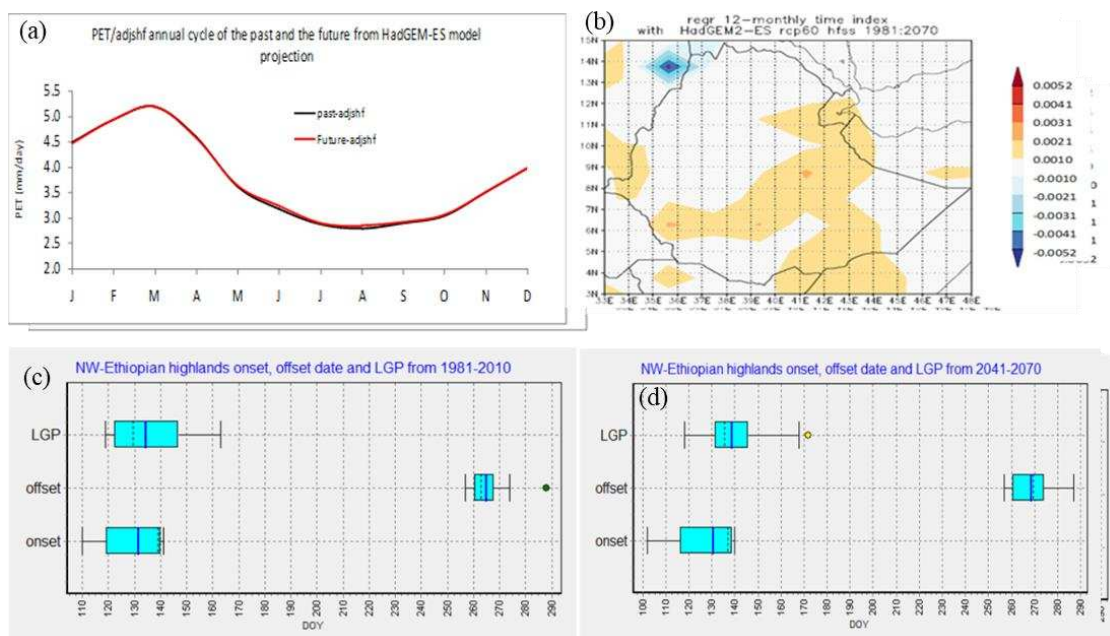 (a)
PET/adjshf annual cycle of the past and the future from HadGEM-ES model
projection
PET (mm/day)
5.5
5.0
4.5
4.0
3.5
3.0
2.5
2.0
past-adjshf
Future-adjshf
J F M A M J J A S O N D
(b)
regr 12-monthly time index
with HadGEM2-ES rcp60 hfss 1981:2070
15N
14N
13N
12N
11N
10N
9N
8N
7N
6N
5N
4N
3N
33E 34E 35E 36E 37E 38E 39E 40E 41E 42E 43E 44E 45E 46E 47E 48E
0.0052
0.0041
0.0031
0.0021
0.0010
-0.0010
-0.0021
-0.0031
-0.0041
-0.0052
(c)
NW-Ethiopian highlands onset, offset date and LGP from 1981-2010
LGP
offset
onset
110 120 130 140 150 160 170 180 190 200 210 220 230 240 250 260 270 280 290
DOY
(d)
NW-Ethiopian highlands onset, offset date and LGP from 2041-2070
LGP
offset
onset
100 110 120 130 140 150 160 170 180 190 200 210 220 230 240 250 260 270 280 290
DOY